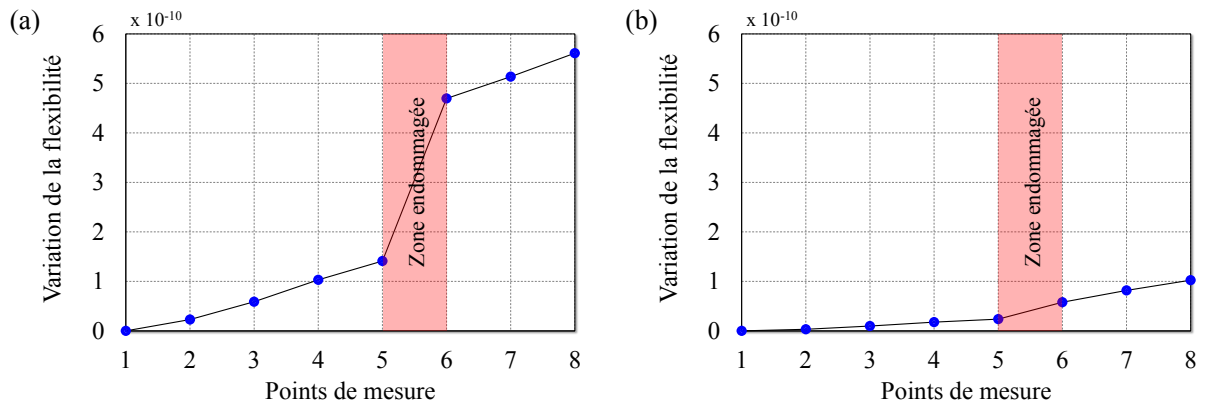 (a)
x 10-10
Variation de la flexibilité
6
5
4
3
2
1
0
Zone endommagée
1 2 3 4 5 6 7 8
Points de mesure
(b)
x 10-10
Variation de la flexibilité
6
5
4
3
2
1
0
Zone endommagée
1 2 3 4 5 6 7 8
Points de mesure